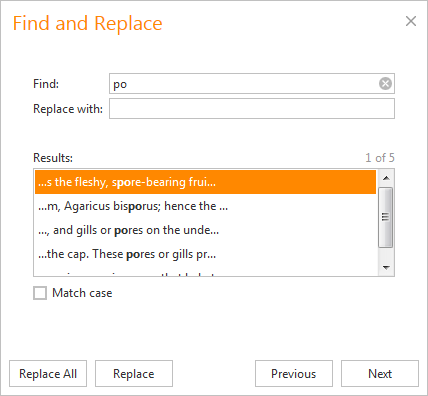 Find and Replace
Find: po
Replace with:
Results: 1 of 5
...s the fleshy, spore-bearing frui...
...m, Agaricus bisporus; hence the ...
..., and gills or pores on the unde...
...the cap. These pores or gills pr...
Match case
Replace All Replace Previous Next